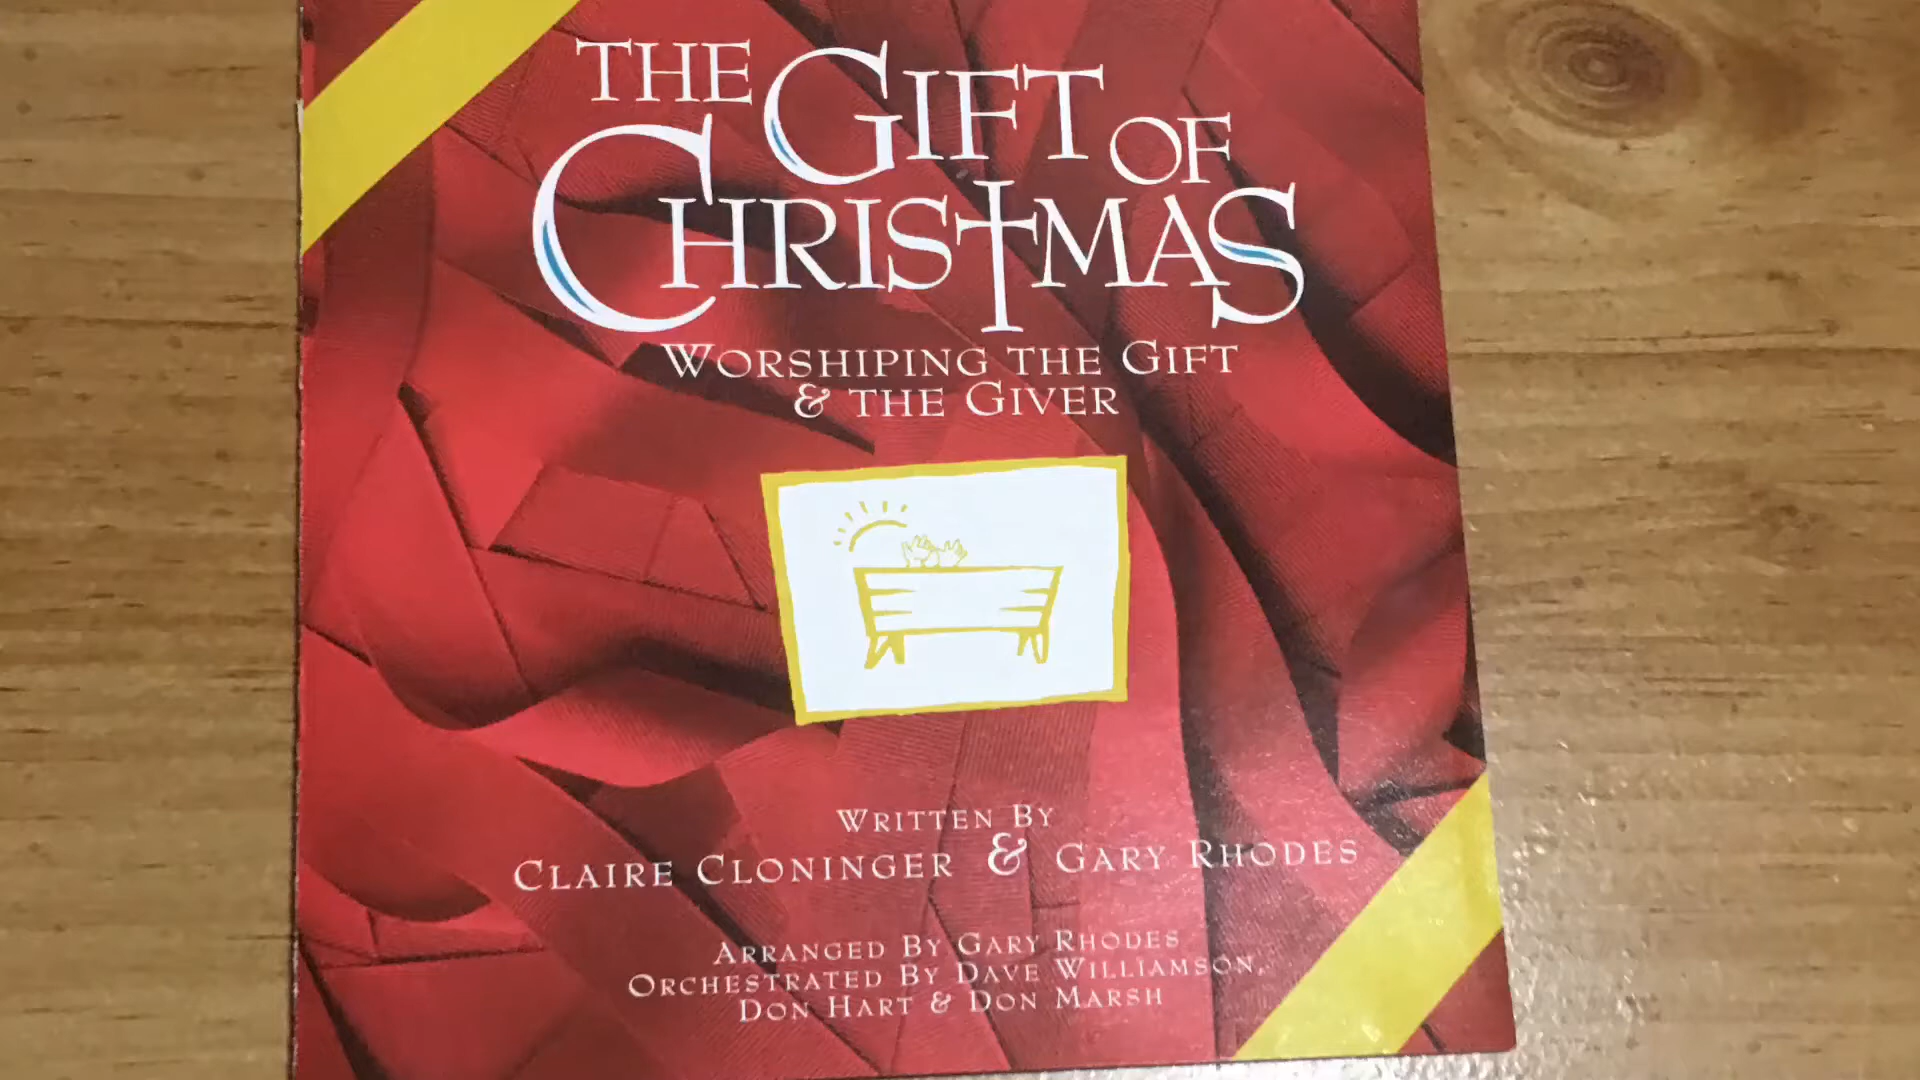 THE GIFT OF
CHRISTMAS
WORSHIPING THE GIFT
& THE GIVER
WRITTEN BY
CLAIRE CLONINGER & GARY RHODES
ARRANGED BY GARY RHODES
ORCHESTRATED BY DAVE WILLIAMSON,
DON HART & DON MARSH